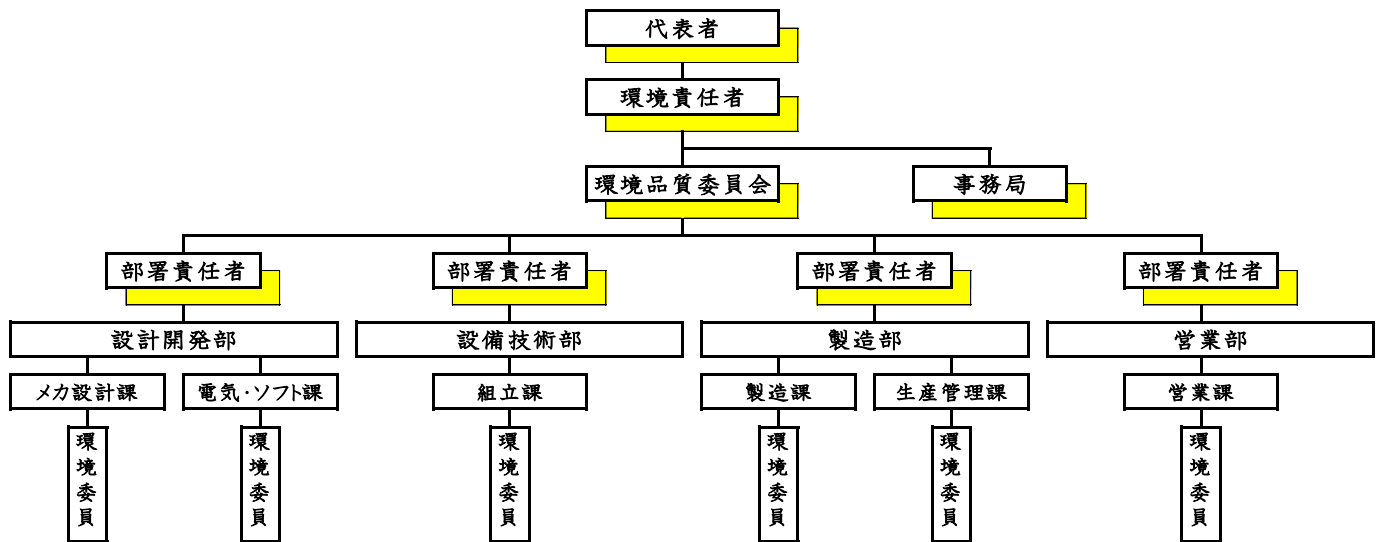 代表者
環境責任者
環境品質委員会
事務局
部署責任者
部署責任者
部署責任者
部署責任者
設計開発部
設備技術部
製造部
営業部
メカ設計課
電気・ソフト課
組立課
製造課
生産管理課
営業課
環境委員
環境委員
環境委員
環境委員
環境委員
環境委員